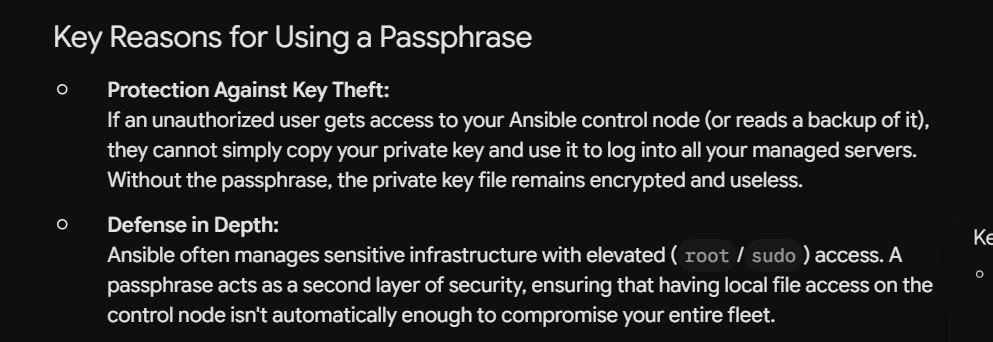 Key Reasons for Using a Passphrase
Protection Against Key Theft:
If an unauthorized user gets access to your Ansible control node (or reads a backup of it),
they cannot simply copy your private key and use it to log into all your managed servers.
Without the passphrase, the private key file remains encrypted and useless.
Defense in Depth:
Ansible often manages sensitive infrastructure with elevated ( root / sudo ) access. A
passphrase acts as a second layer of security, ensuring that having local file access on the
control node isn't automatically enough to compromise your entire fleet.